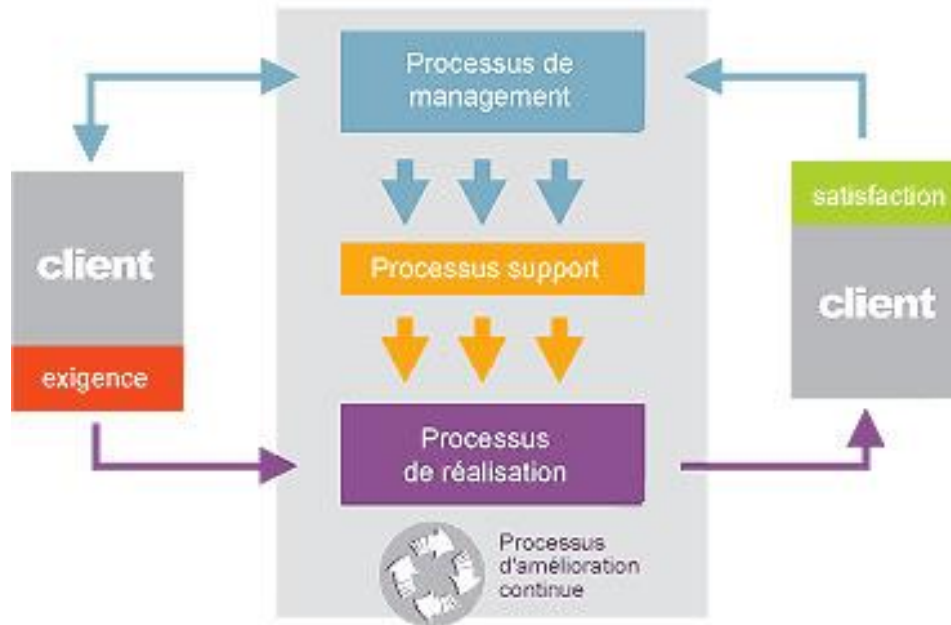 Processus de
management
client
exigence
Processus support
satisfaction
client
Processus
de réalisation
Processus
d'amélioration
continue